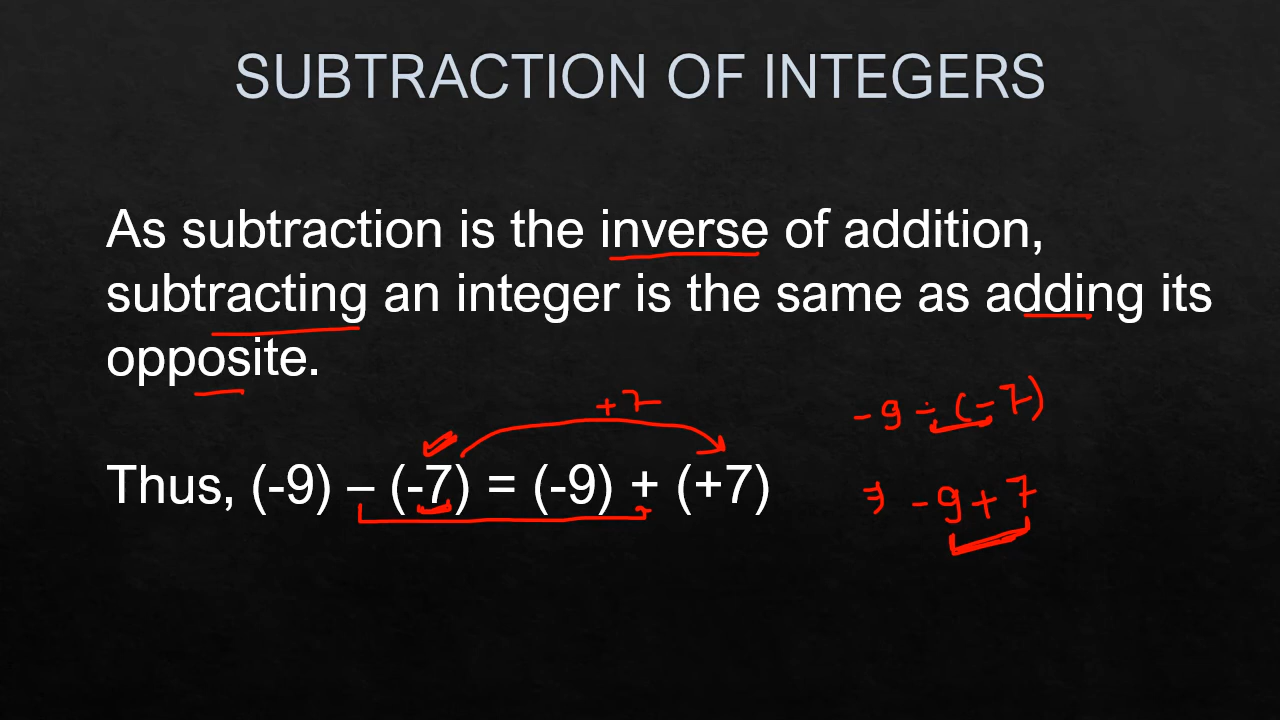 SUBTRACTION OF INTEGERS
As subtraction is the inverse of addition,
subtracting an integer is the same as adding its
opposite.
+7
-9 - (-7)
Thus, (-9) – (-7) = (-9) + (+7)
⇒ -9+7